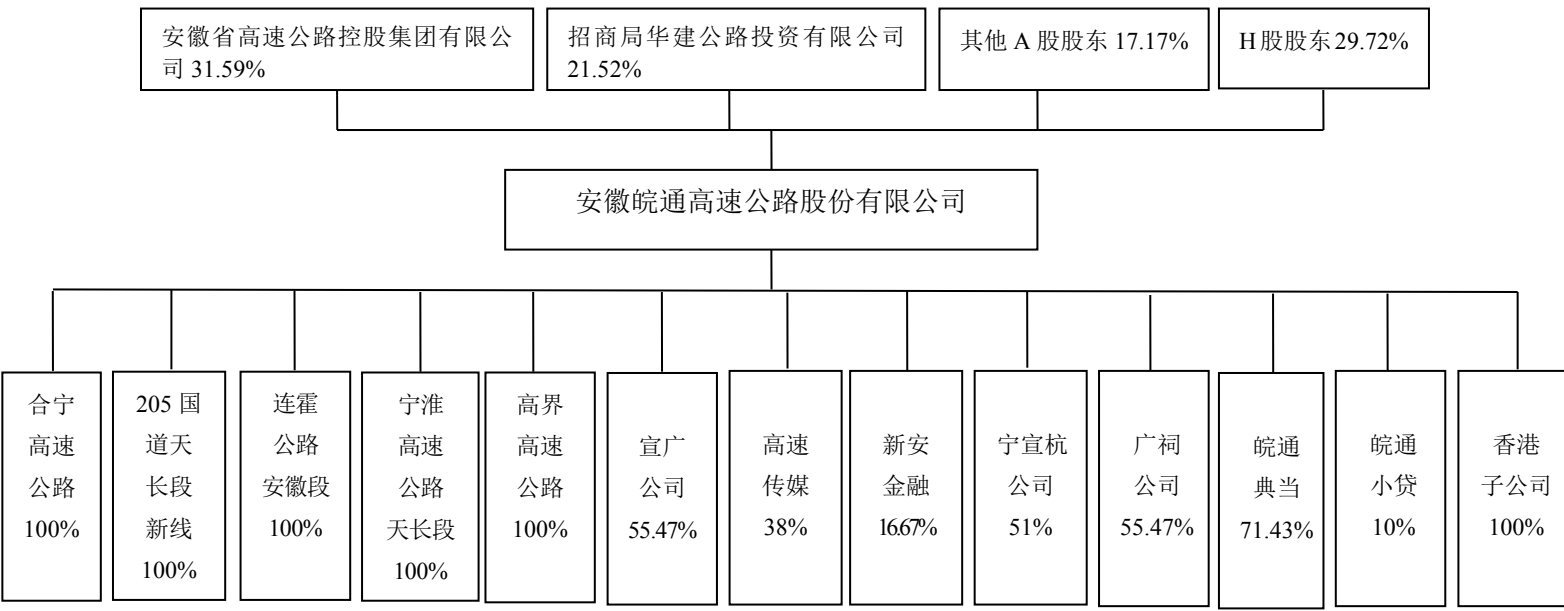 安徽省高速公路控股集团有限公
司 31.59%
招商局华建公路投资有限公司
21.52%
其他 A 股股东 17.17%
H股股东29.72%
安徽皖通高速公路股份有限公司
合宁
高速
公路
100%
205 国
道天
长段
新线
100%
连霍
公路
安徽段
100%
宁淮
高速
公路
天长段
100%
高界
高速
公路
100%
宣广
公司
55.47%
高速
传媒
38%
新安
金融
16.67%
宁宣杭
公司
51%
广祠
公司
55.47%
皖通
典当
71.43%
皖通
小贷
10%
香港
子公司
100%